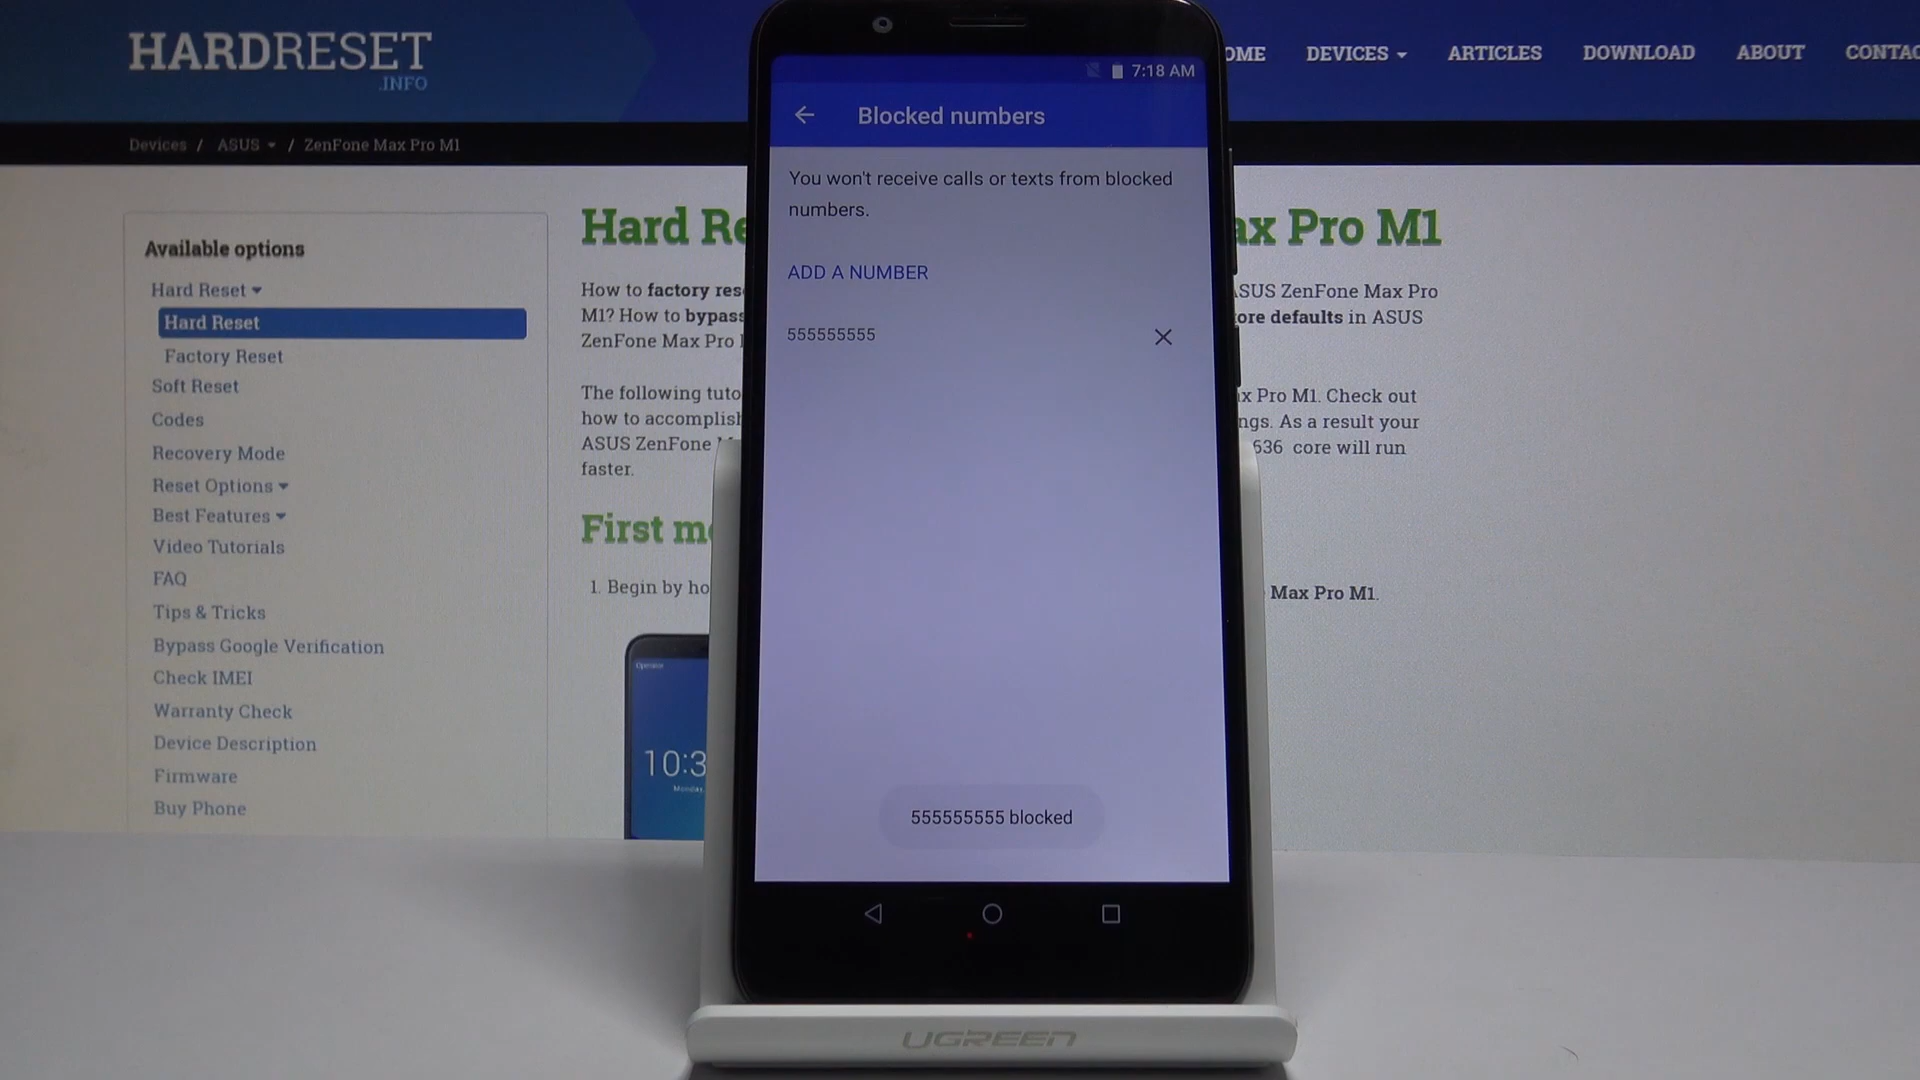 HARDRESET
.INFO
OME DEVICES ARTICLES DOWNLOAD ABOUT CONTAC
Devices / ASUS / ZenFone Max Pro M1
Available options
Hard Reset
Hard Reset
Factory Reset
Soft Reset
Codes
Recovery Mode
Reset Options
Best Features
Video Tutorials
FAQ
Tips & Tricks
Bypass Google Verification
Check IMEI
Warranty Check
Device Description
Firmware
Buy Phone
Hard Re
ax Pro M1
How to factory res
M1? How to bypass
ZenFone Max Pro
ASUS ZenFone Max Pro
ore defaults in ASUS
The following tuto
how to accomplish
ASUS ZenFone M
faster.
x Pro M1. Check out
ngs. As a result your
636 core will run
First mo
1. Begin by ho
Max Pro M1.
Operator
10:3
Monday,
7:18 AM
Blocked numbers
You won't receive calls or texts from blocked
numbers.
ADD A NUMBER
555555555
555555555 blocked
UGREEN